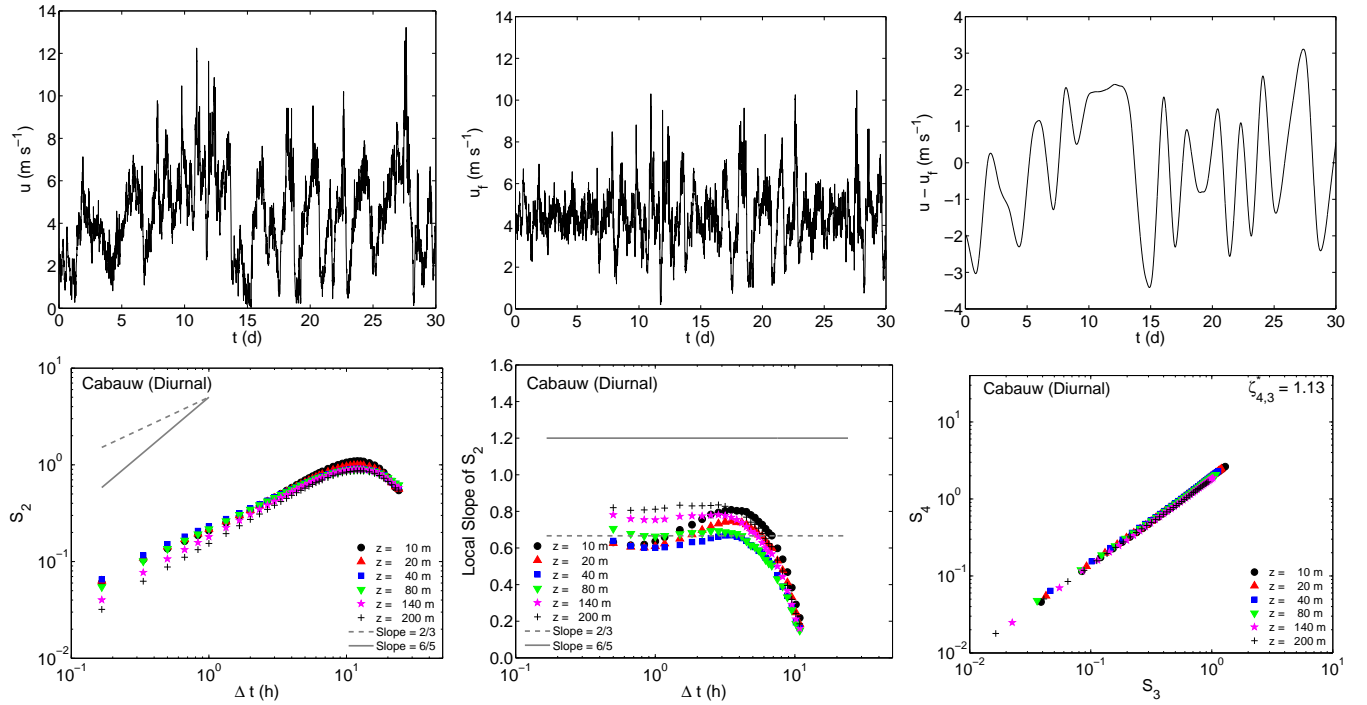 14
12
10
8
6
4
2
0
u (m s⁻¹)
0 5 10 15 20 25 30
t (d)
14
12
10
8
6
4
2
0
u_f (m s⁻¹)
0 5 10 15 20 25 30
t (d)
4
3
2
1
0
−1
−2
−3
−4
u − u_f (m s⁻¹)
0 5 10 15 20 25 30
t (d)
Cabauw (Diurnal)
10¹
10⁰
10⁻¹
10⁻²
S₂
z = 10 m
z = 20 m
z = 40 m
z = 80 m
z = 140 m
z = 200 m
Slope = 2/3
Slope = 6/5
10⁻¹ 10⁰ 10¹
Δ t (h)
Cabauw (Diurnal)
1.6
1.4
1.2
1.0
0.8
0.6
0.4
0.2
0.0
Local Slope of S₂
z = 10 m
z = 20 m
z = 40 m
z = 80 m
z = 140 m
z = 200 m
Slope = 2/3
Slope = 6/5
10⁻¹ 10⁰ 10¹
Δ t (h)
Cabauw (Diurnal) ζ*₄,₃ = 1.13
10¹
10⁰
10⁻¹
10⁻²
S₄
z = 10 m
z = 20 m
z = 40 m
z = 80 m
z = 140 m
z = 200 m
10⁻² 10⁻¹ 10⁰ 10¹
S₃